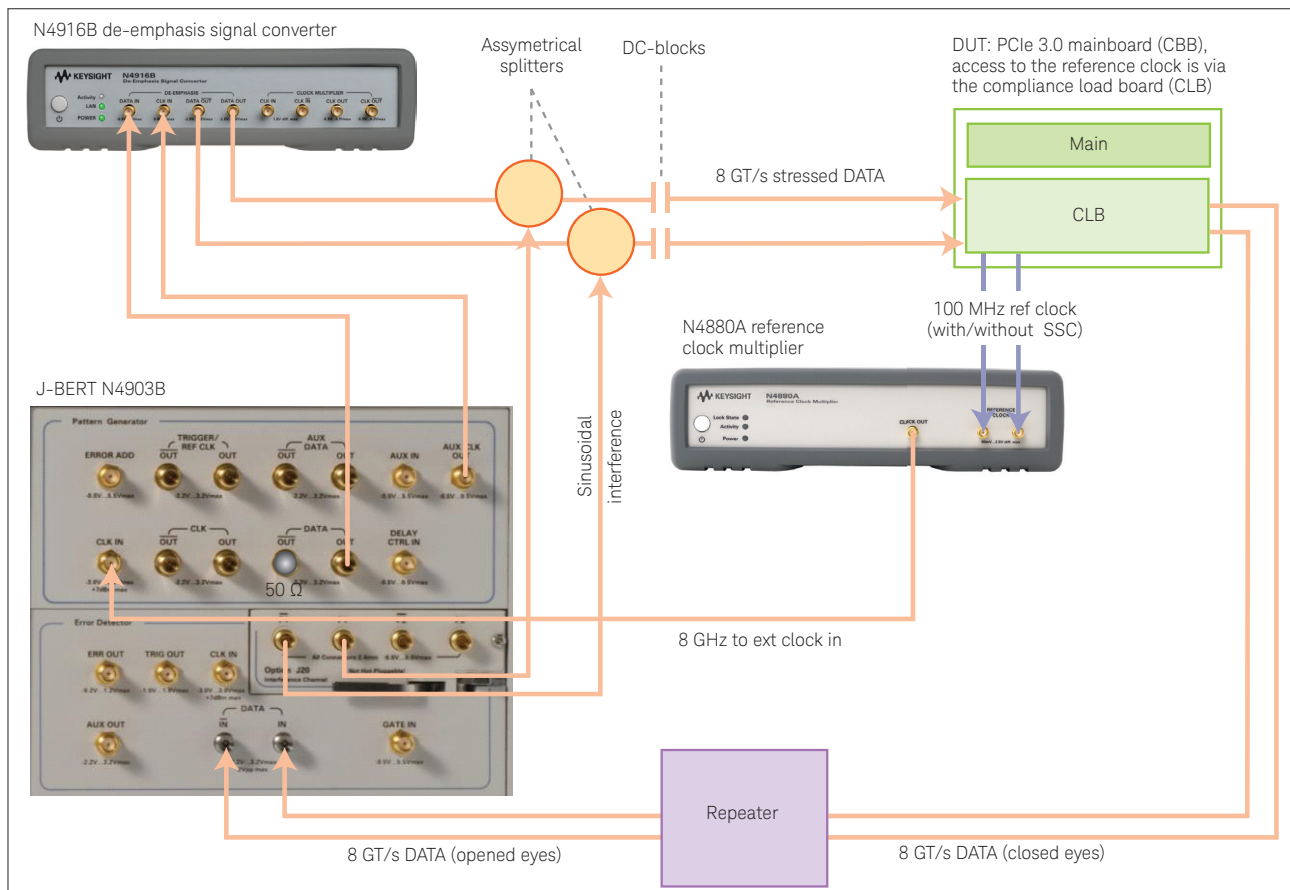 N4916B de-emphasis signal converter
KEYSIGHT N4916B
De-Emphasis Signal Converter
Activity
LAN
POWER
DE-EMPHASIS
DATA IN CLK IN DATA OUT DATA OUT
CLOCK MULTIPLIER
CLK IN CLK IN CLK OUT CLK OUT
Assymetrical
splitters
DC-blocks
DUT: PCIe 3.0 mainboard (CBB),
access to the reference clock is via
the compliance load board (CLB)
Main
CLB
8 GT/s stressed DATA
100 MHz ref clock
(with/without SSC)
N4880A reference
clock multiplier
KEYSIGHT N4880A
Reference Clock Multiplier
Lock State
Activity
Power
CLOCK OUT
REFERENCE
CLOCK
Sinusoidal
interference
J-BERT N4903B
Pattern Generator
ERROR ADD
TRIGGER/
REF CLK
OUT OUT
AUX
DATA
OUT OUT
AUX IN
AUX CLK
OUT
CLK IN
CLK
OUT OUT
DATA
OUT OUT
DELAY
CTRL IN
50 Ω
8 GHz to ext clock in
Error Detector
ERR OUT TRIG OUT CLK IN
Option J20
Interference Channel
AUX OUT
DATA
IN IN
GATE IN
Repeater
8 GT/s DATA (opened eyes)
8 GT/s DATA (closed eyes)